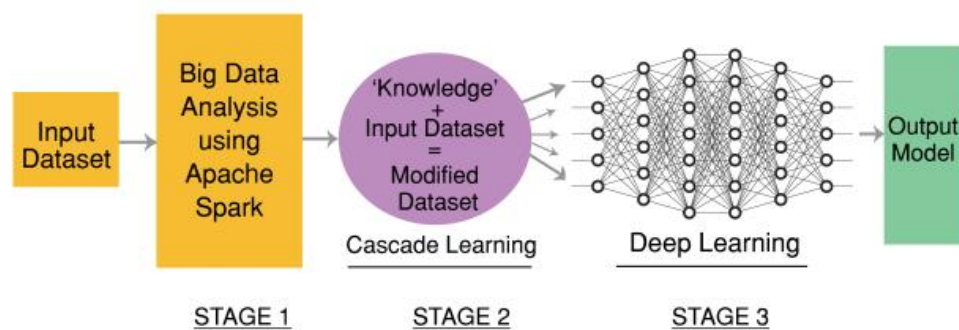 Input
Dataset
Big Data
Analysis
using
Apache
Spark
‘Knowledge’
+
Input Dataset
=
Modified
Dataset
Cascade Learning
Deep Learning
Output
Model
STAGE 1
STAGE 2
STAGE 3